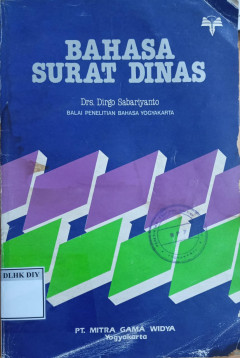 BAHASA
SURAT DINAS
Drs. Dirgo Sabariyanto
BALAI PENELITIAN BAHASA YOGYAKARTA
DLHK DIY
PT. MITRA GAMA WIDYA
Yogyakarta